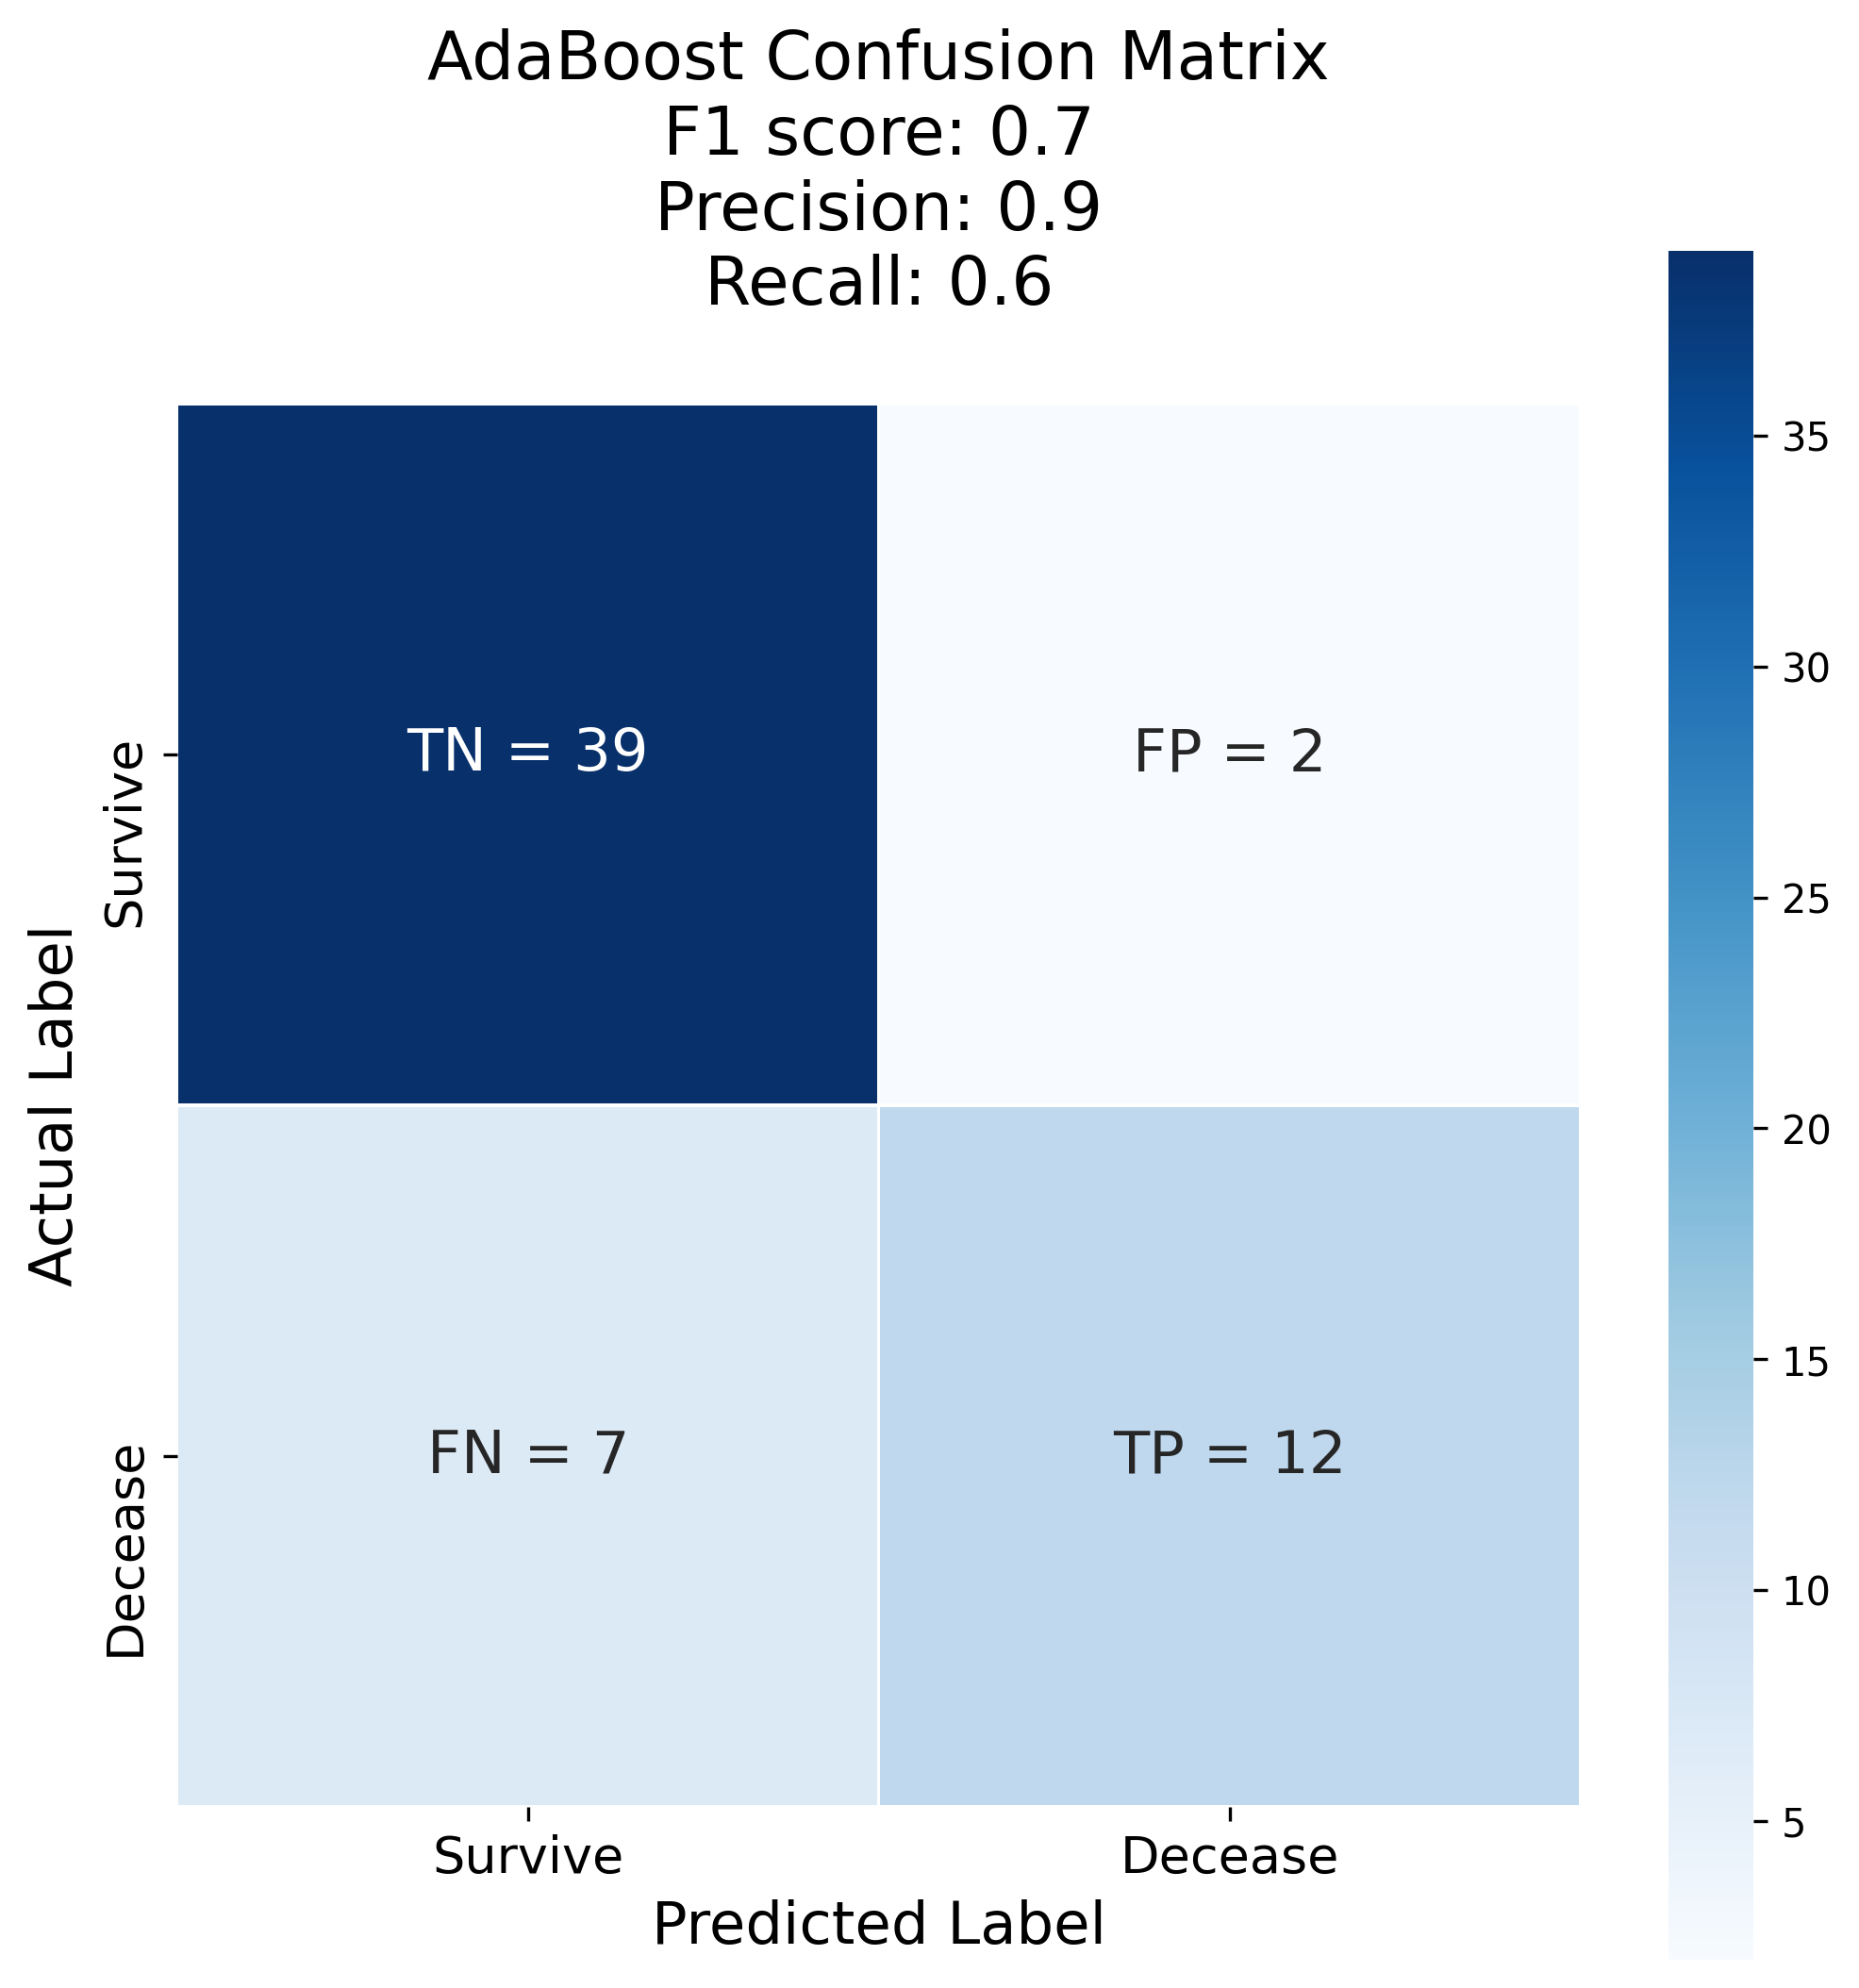 AdaBoost Confusion Matrix
F1 score: 0.7
Precision: 0.9
Recall: 0.6
Actual Label
Survive
Decease
TN = 39
FP = 2
FN = 7
TP = 12
Survive
Decease
Predicted Label
35
30
25
20
15
10
5